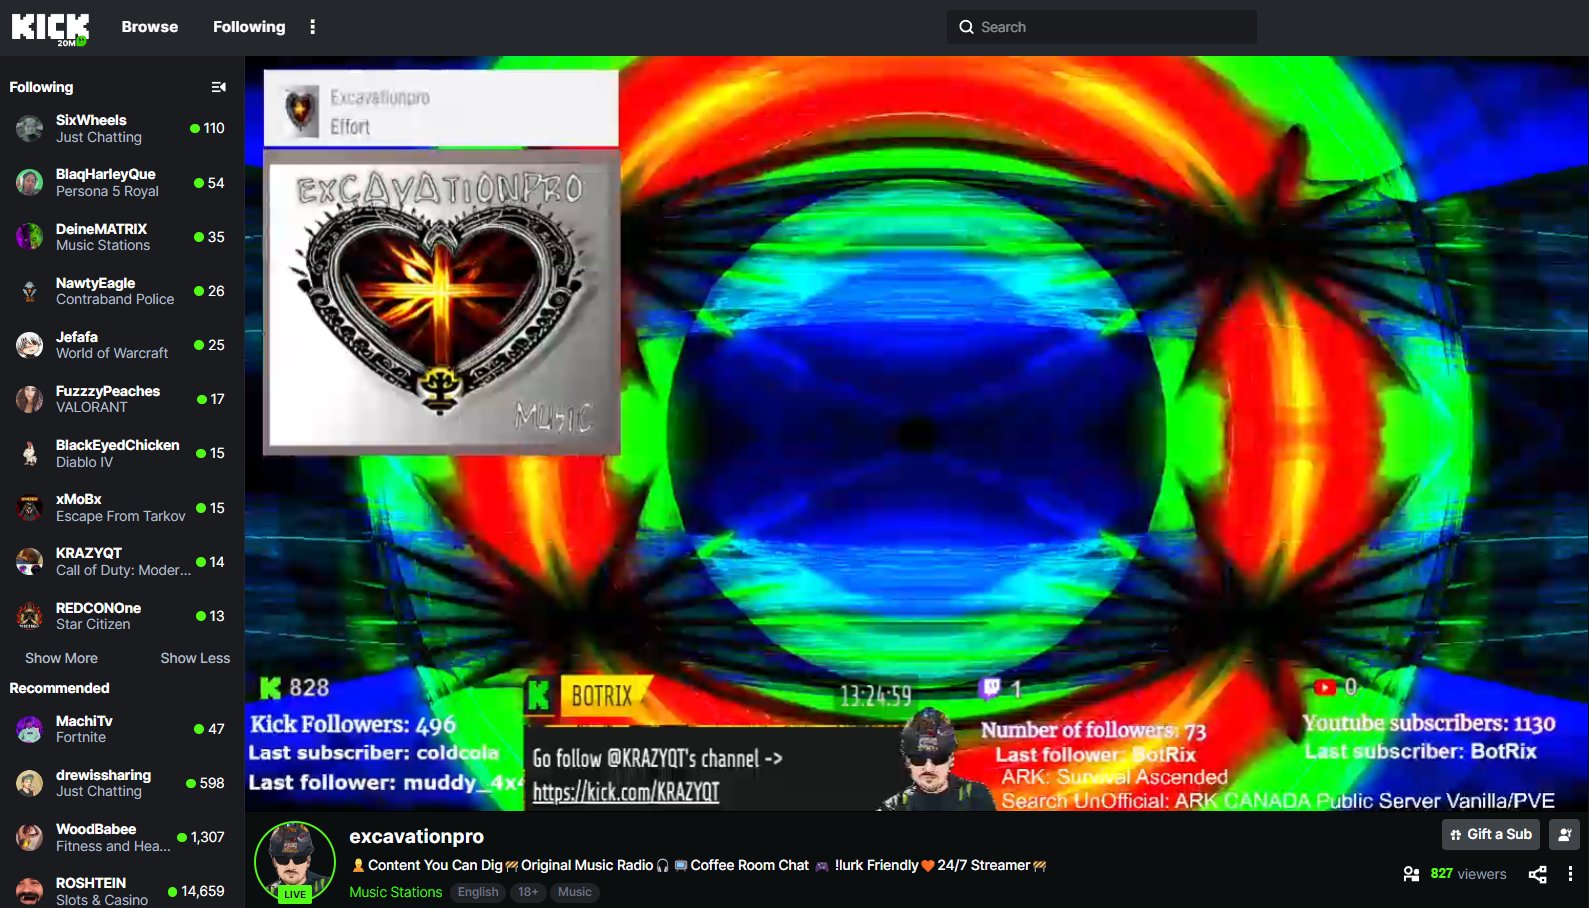 KICK
20M
Browse
Following
Search
Following
SixWheels
110
Just Chatting
BlaqHarleyQue
54
Persona 5 Royal
DeineMATRIX
35
Music Stations
NawtyEagle
26
Contraband Police
Jefafa
25
World of Warcraft
FuzzzyPeaches
17
VALORANT
BlackEyedChicken
15
Diablo IV
xMoBx
15
Escape From Tarkov
KRAZYQT
14
Call of Duty: Moder...
REDCONOne
13
Star Citizen
Show More
Show Less
Recommended
MachiTv
47
Fortnite
drewissharing
598
Just Chatting
WoodBabee
1,307
Fitness and Hea...
ROSHTEIN
14,659
Slots & Casino
Excavationpro
Effort
EXCAVATIONPRO
MUSIC
K 828
Kick Followers: 496
Last subscriber: coldcola
Last follower: muddy_4x4
K BOTRIX
13:24:59
Go follow @KRAZYQT's channel ->
https://kick.com/KRAZYQT
1
Number of followers: 73
Last follower: BotRix
ARK: Survival Ascended
Search UnOfficial: ARK CANADA Public Server Vanilla/PVE
0
Youtube subscribers: 1130
Last subscriber: BotRix
LIVE
excavationpro
Content You Can Dig🚧Original Music Radio🎧 Coffee Room Chat 🎮 !lurk Friendly🧡24/7 Streamer🚧
Music Stations English 18+ Music
Gift a Sub
827 viewers